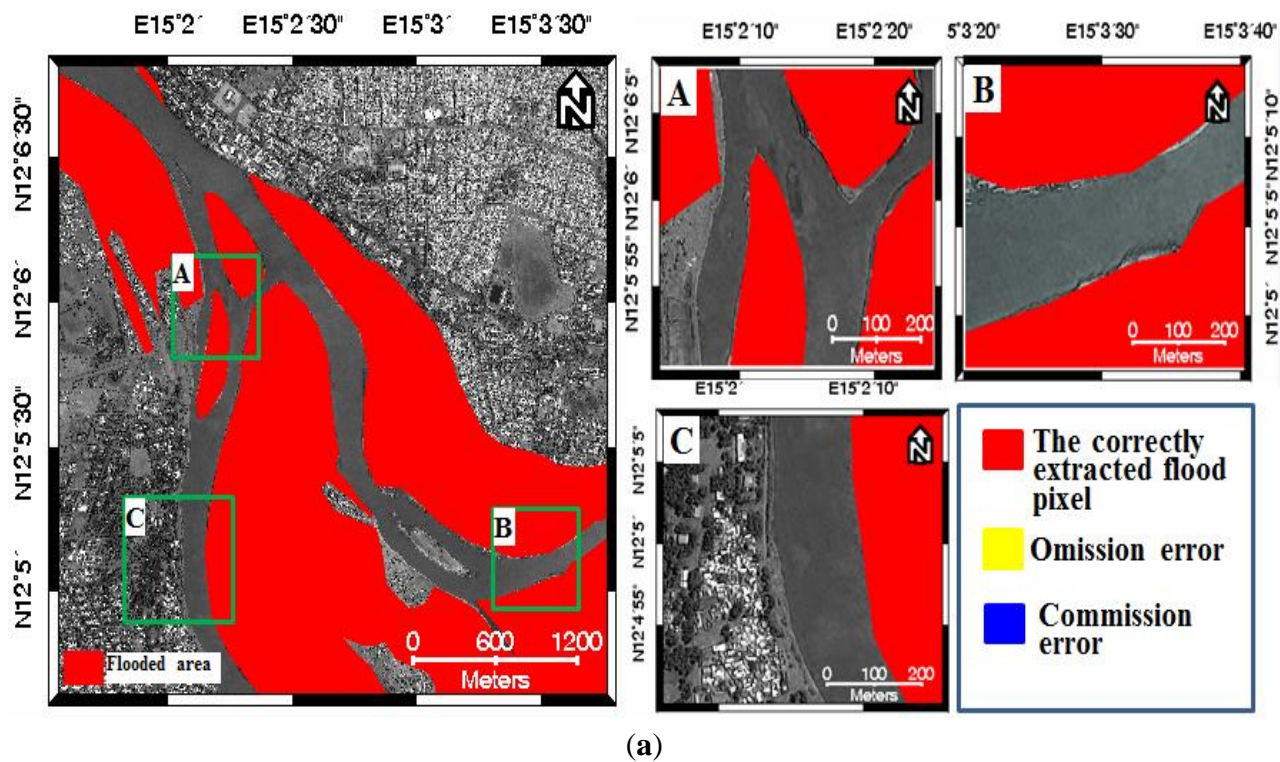 E15°2´ E15°2´30" E15°3´ E15°3´30"
N12°6´30"
N12°6´
N12°5´30"
N12°5´
A
B
C
N
0 600 1200
Meters
Flooded area
E15°2´10" E15°2´20"
A
N
N12°6´5"
N12°6´
N12°5´55"
0 100 200
Meters
5°3´20" E15°3´30" E15°3´40"
B
N
N12°5´10"
N12°5´5"
N12°5´
0 100 200
Meters
E15°2´ E15°2´10"
C
N
N12°5´5"
N12°5´
N12°4´55"
0 100 200
Meters
The correctly
extracted flood
pixel
Omission error
Commission
error
(a)